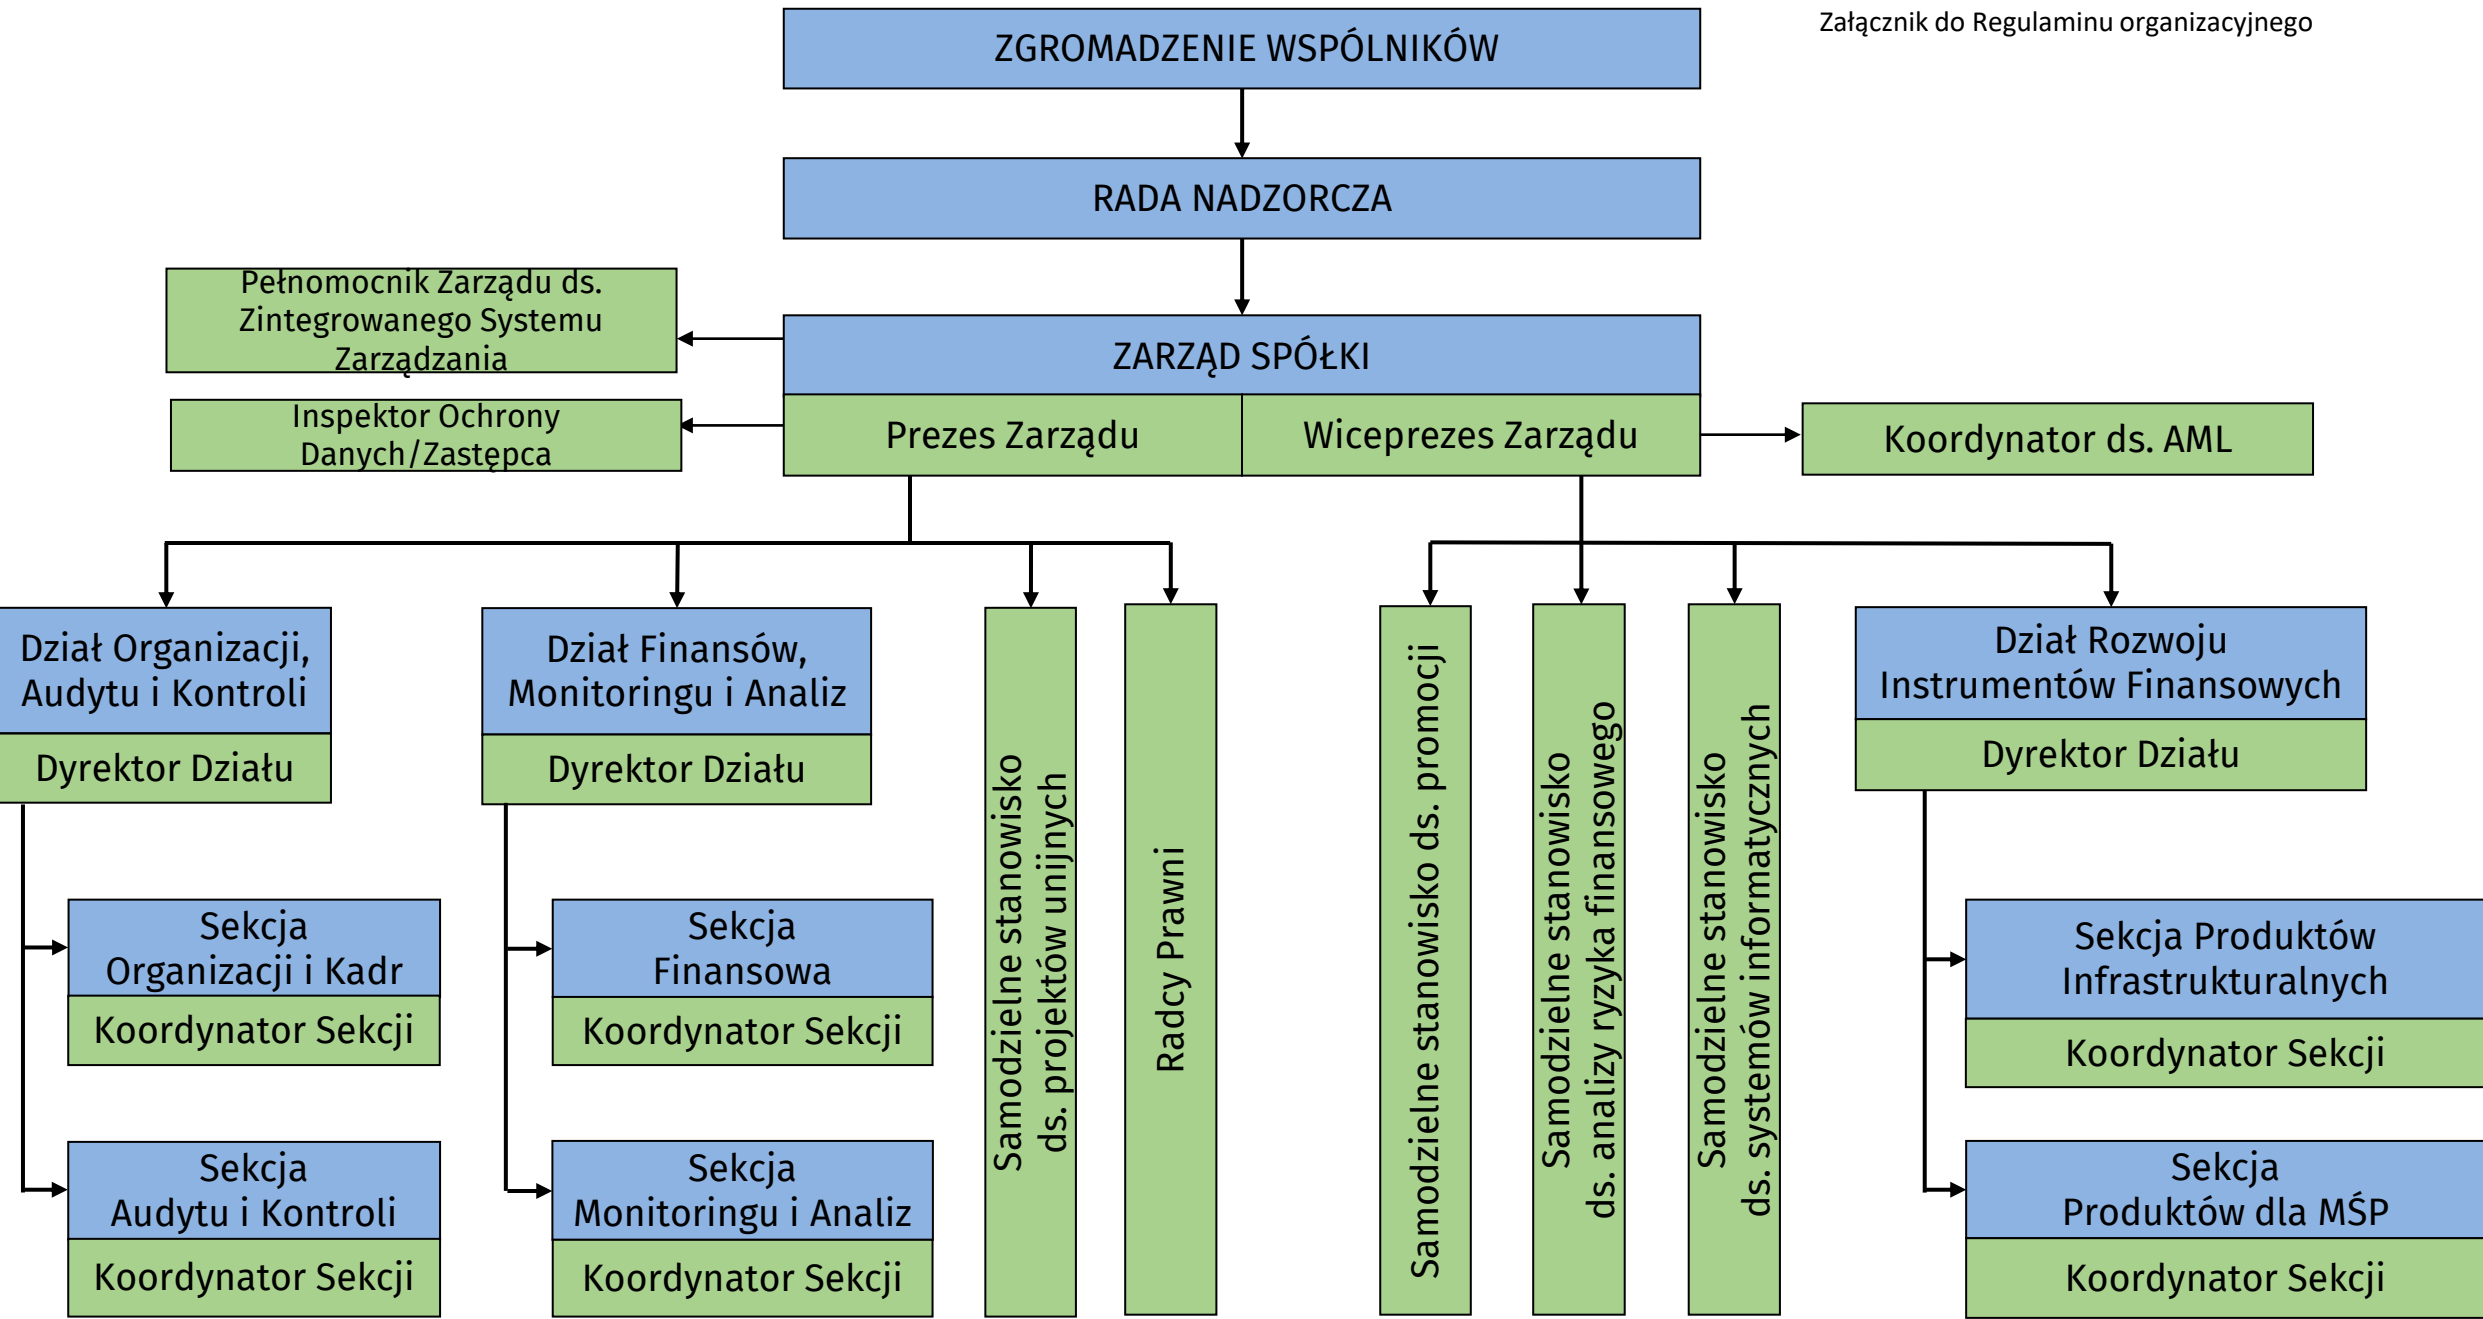 Załącznik do Regulaminu organizacyjnego
ZGROMADZENIE WSPÓLNIKÓW
RADA NADZORCZA
Pełnomocnik Zarządu ds.
Zintegrowanego Systemu
Zarządzania
ZARZĄD SPÓŁKI
Inspektor Ochrony
Danych/Zastępca
Prezes Zarządu
Wiceprezes Zarządu
Koordynator ds. AML
Dział Organizacji,
Audytu i Kontroli
Dyrektor Działu
Sekcja
Organizacji i Kadr
Koordynator Sekcji
Sekcja
Audytu i Kontroli
Koordynator Sekcji
Dział Finansów,
Monitoringu i Analiz
Dyrektor Działu
Sekcja
Finansowa
Koordynator Sekcji
Sekcja
Monitoringu i Analiz
Koordynator Sekcji
Samodzielne stanowisko
ds. projektów unijnych
Radcy Prawni
Samodzielne stanowisko ds. promocji
Samodzielne stanowisko
ds. analizy ryzyka finansowego
Samodzielne stanowisko
ds. systemów informatycznych
Dział Rozwoju
Instrumentów Finansowych
Dyrektor Działu
Sekcja Produktów
Infrastrukturalnych
Koordynator Sekcji
Sekcja
Produktów dla MŚP
Koordynator Sekcji